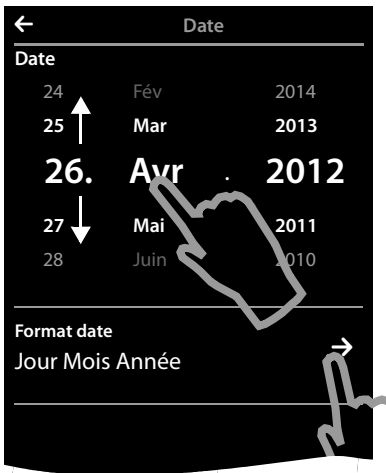 Date
Date
24 Fév 2014
25 Mar 2013
26. Avr . 2012
27 Mai 2011
28 Juin 2010
Format date
Jour Mois Année